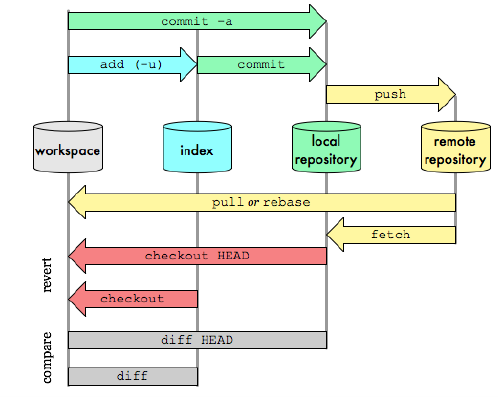 commit -a
add (-u)
commit
push
workspace
index
local
repository
remote
repository
pull or rebase
fetch
revert
checkout HEAD
checkout
compare
diff HEAD
diff